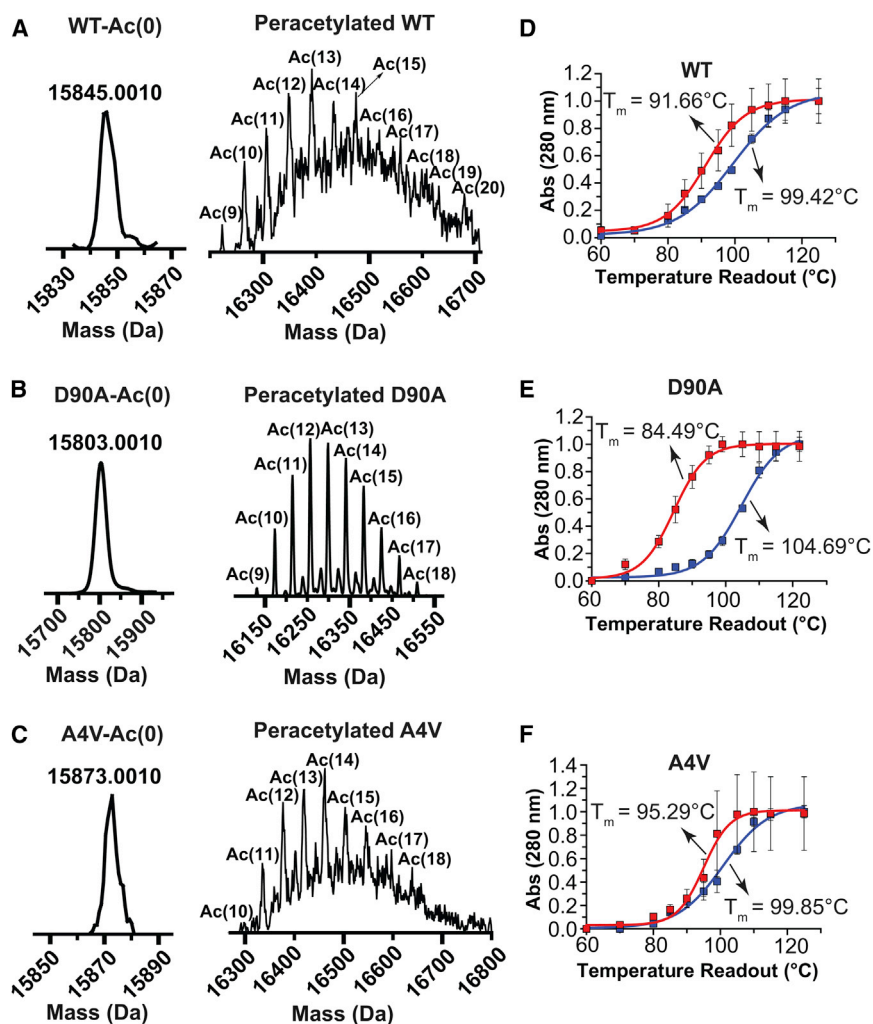 A
WT-Ac(0)
15845.0010
15830
15850
15870
Mass (Da)
Peracetylated WT
Ac(9)
Ac(10)
Ac(11)
Ac(12)
Ac(13)
Ac(14)
Ac(15)
Ac(16)
Ac(17)
Ac(18)
Ac(19)
Ac(20)
16300
16400
16500
16600
16700
Mass (Da)
D
WT
Abs (280 nm)
1.2
1.0
0.8
0.6
0.4
0.2
0.0
Tm = 91.66°C
Tm = 99.42°C
60
80
100
120
Temperature Readout (°C)
B
D90A-Ac(0)
15803.0010
15700
15800
15900
Mass (Da)
Peracetylated D90A
Ac(9)
Ac(10)
Ac(11)
Ac(12)
Ac(13)
Ac(14)
Ac(15)
Ac(16)
Ac(17)
Ac(18)
16150
16250
16350
16450
16550
Mass (Da)
E
D90A
Abs (280 nm)
1.2
1.0
0.8
0.6
0.4
0.2
0.0
Tm = 84.49°C
Tm = 104.69°C
60
80
100
120
Temperature Readout (°C)
C
A4V-Ac(0)
15873.0010
15850
15870
15890
Mass (Da)
Peracetylated A4V
Ac(10)
Ac(11)
Ac(12)
Ac(13)
Ac(14)
Ac(15)
Ac(16)
Ac(17)
Ac(18)
16300
16400
16500
16600
16700
16800
Mass (Da)
F
A4V
Abs (280 nm)
1.4
1.2
1.0
0.8
0.6
0.4
0.2
0.0
Tm = 95.29°C
Tm = 99.85°C
60
80
100
120
Temperature Readout (°C)